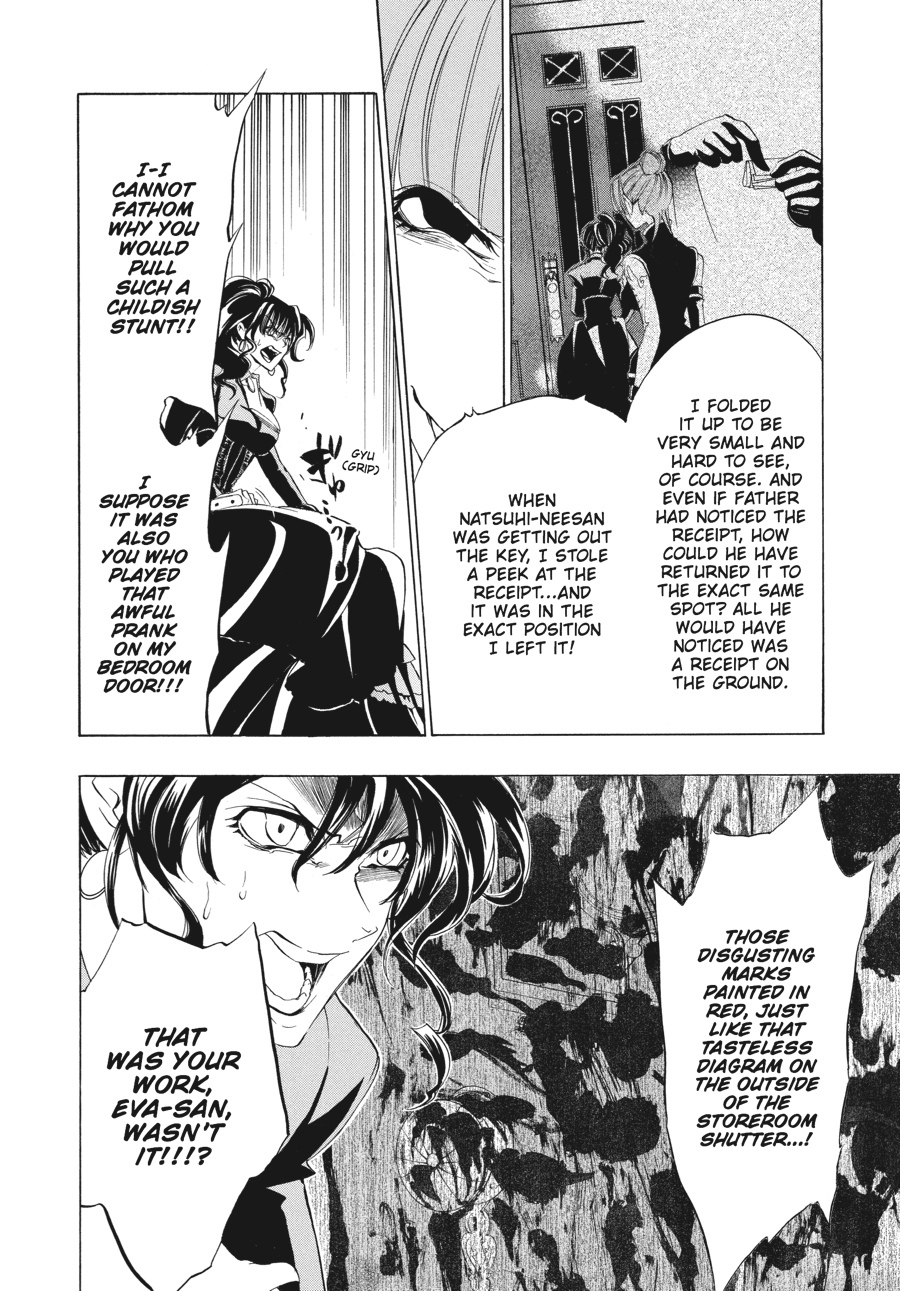 I FOLDED
IT UP TO BE
VERY SMALL AND
HARD TO SEE,
OF COURSE. AND
EVEN IF FATHER
HAD NOTICED THE
RECEIPT, HOW
COULD HE HAVE
RETURNED IT TO
THE EXACT SAME
SPOT? ALL HE
WOULD HAVE
NOTICED WAS
A RECEIPT ON
THE GROUND.
WHEN
NATSUHI-NEESAN
WAS GETTING OUT
THE KEY, I STOLE
A PEEK AT THE
RECEIPT...AND
IT WAS IN THE
EXACT POSITION
I LEFT IT!
I-I
CANNOT
FATHOM
WHY YOU
WOULD
PULL
SUCH A
CHILDISH
STUNT!!
ギュッ
GYU
(GRIP)
I
SUPPOSE
IT WAS
ALSO
YOU WHO
PLAYED
THAT
AWFUL
PRANK
ON MY
BEDROOM
DOOR!!!
THOSE
DISGUSTING
MARKS
PAINTED IN
RED, JUST
LIKE THAT
TASTELESS
DIAGRAM ON
THE OUTSIDE
OF THE
STOREROOM
SHUTTER...!
THAT
WAS YOUR
WORK,
EVA-SAN,
WASN'T
IT!!!?